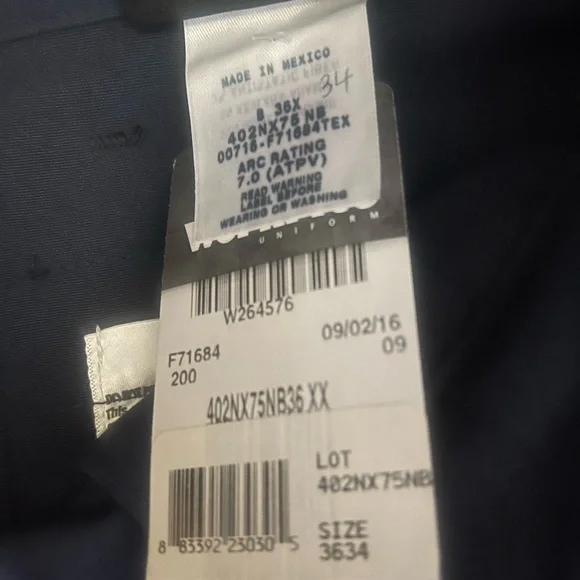 MADE IN MEXICO
34
8 36X
402NX75 NB
00716-F71684TEX
ARC RATING
7.0 (ATPV)
READ WARNING
LABEL BEFORE
WEARING OR WASHING
UNIFORM
W264576
F71684
200
09/02/16
09
402NX75NB36 XX
This
LOT
402NX75NB
SIZE
3634
8 83392 23030 5